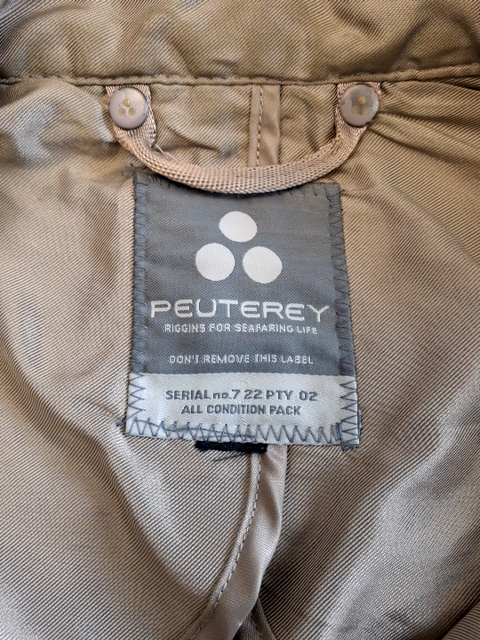 PEUTEREY
RIGGINS FOR SEAFARING LIFE
DON'T REMOVE THIS LABEL
SERIAL no.7 22 PTY 02
ALL CONDITION PACK